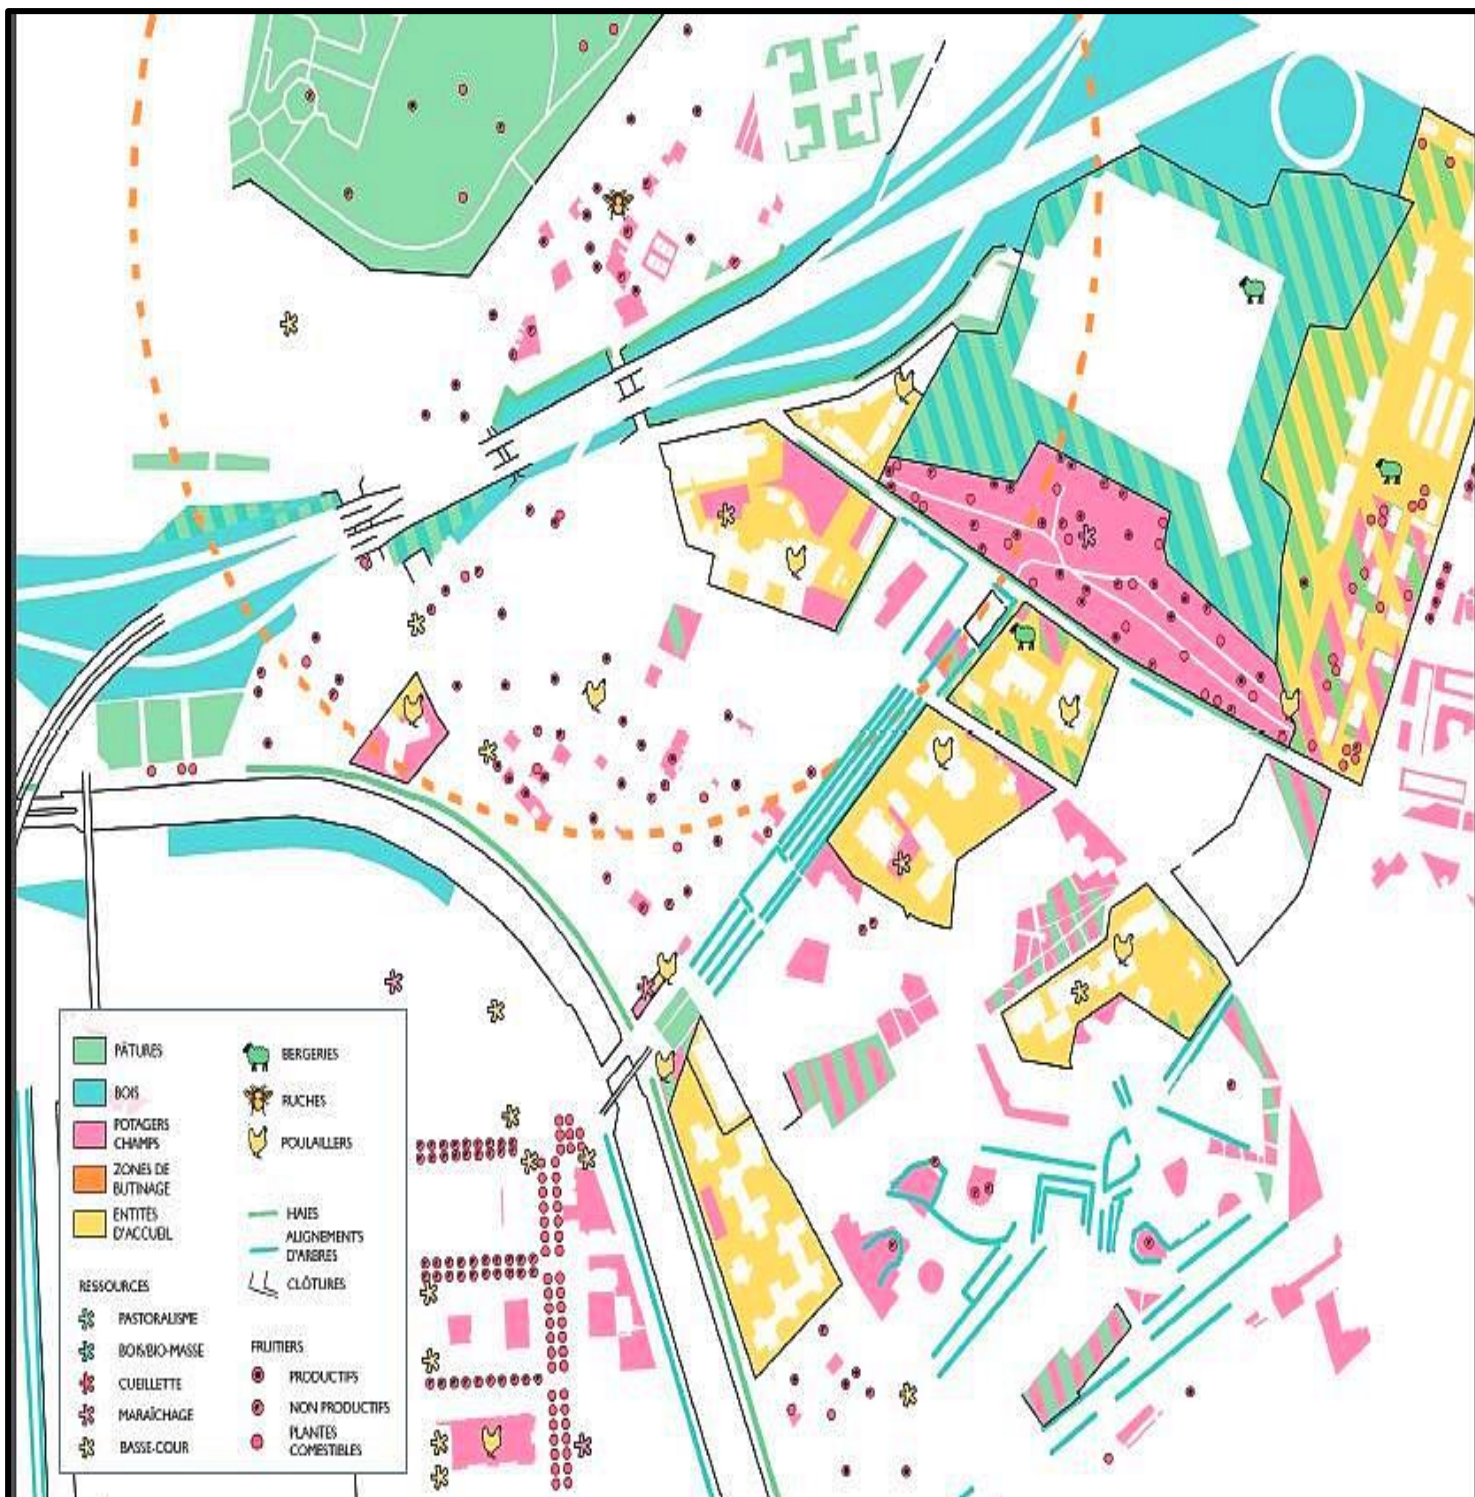 PÂTURES
BOIS
POTAGERS
CHAMPS
ZONES DE
BUTINAGE
ENTITÉS
D'ACCUEIL
RESSOURCES
PASTORALISME
BOIS/BIO-MASSE
CUEILLETTE
MARAÎCHAGE
BASSE-COUR
BERGERIES
RUCHES
POULAILLERS
HAIES
ALIGNEMENTS
D'ARBRES
CLÔTURES
FRUITIERS
PRODUCTIFS
NON PRODUCTIFS
PLANTES
COMESTIBLES